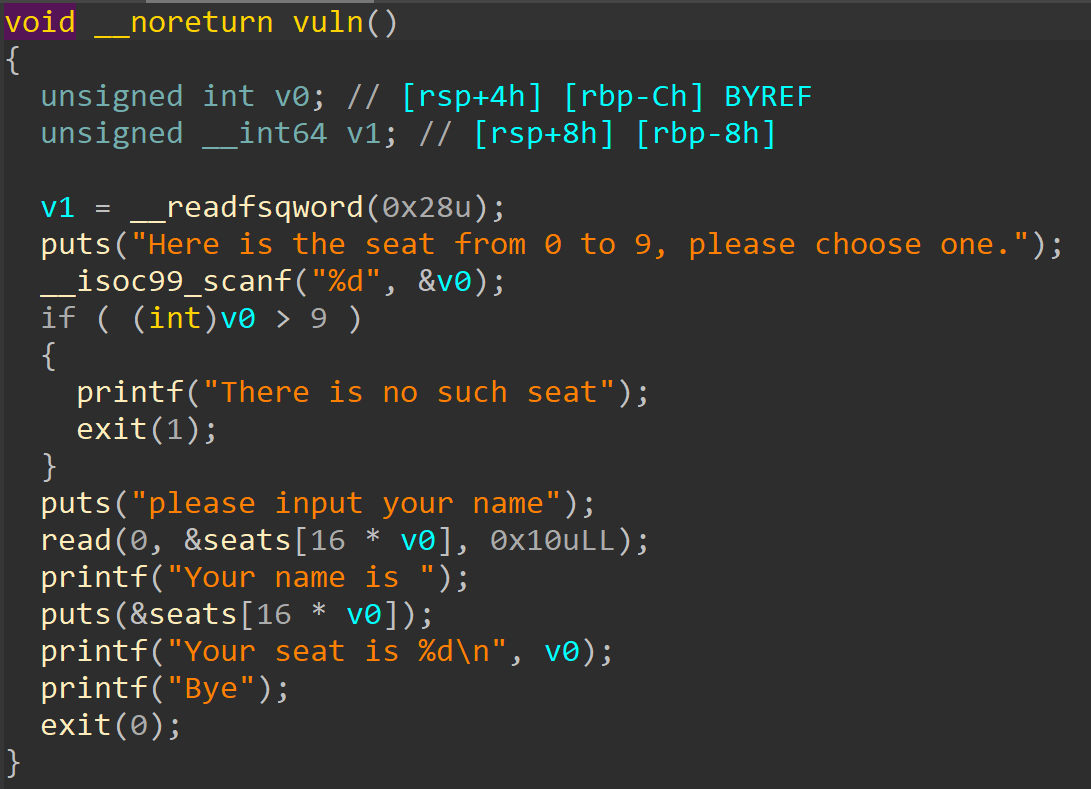 void __noreturn vuln()
{
  unsigned int v0; // [rsp+4h] [rbp-Ch] BYREF
  unsigned __int64 v1; // [rsp+8h] [rbp-8h]

  v1 = __readfsqword(0x28u);
  puts("Here is the seat from 0 to 9, please choose one.");
  __isoc99_scanf("%d", &v0);
  if ( (int)v0 > 9 )
  {
    printf("There is no such seat");
    exit(1);
  }
  puts("please input your name");
  read(0, &seats[16 * v0], 0x10uLL);
  printf("Your name is ");
  puts(&seats[16 * v0]);
  printf("Your seat is %d\n", v0);
  printf("Bye");
  exit(0);
}